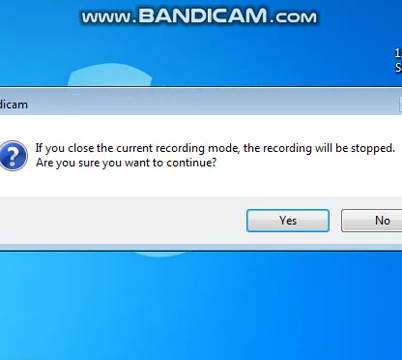 www.BANDICAM.com
1.
S
dicam
If you close the current recording mode, the recording will be stopped.
Are you sure you want to continue?
Yes
No